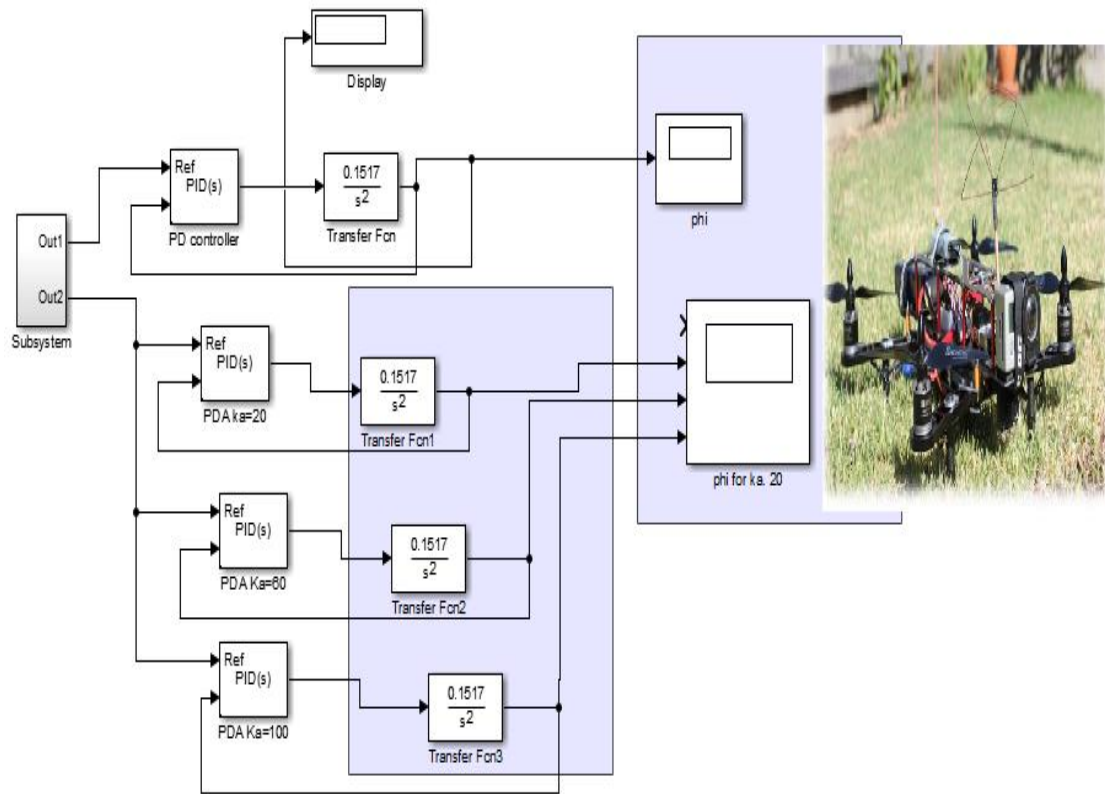 Display
Ref
PID(s)
PD controller
0.1517
s2
Transfer Fcn
phi
Out1
Out2
Subsystem
Ref
PID(s)
PDA ka=20
0.1517
s2
Transfer Fcn1
phi for ka. 20
Ref
PID(s)
PDA Ka=60
0.1517
s2
Transfer Fcn2
Ref
PID(s)
PDA Ka=100
0.1517
s2
Transfer Fcn3